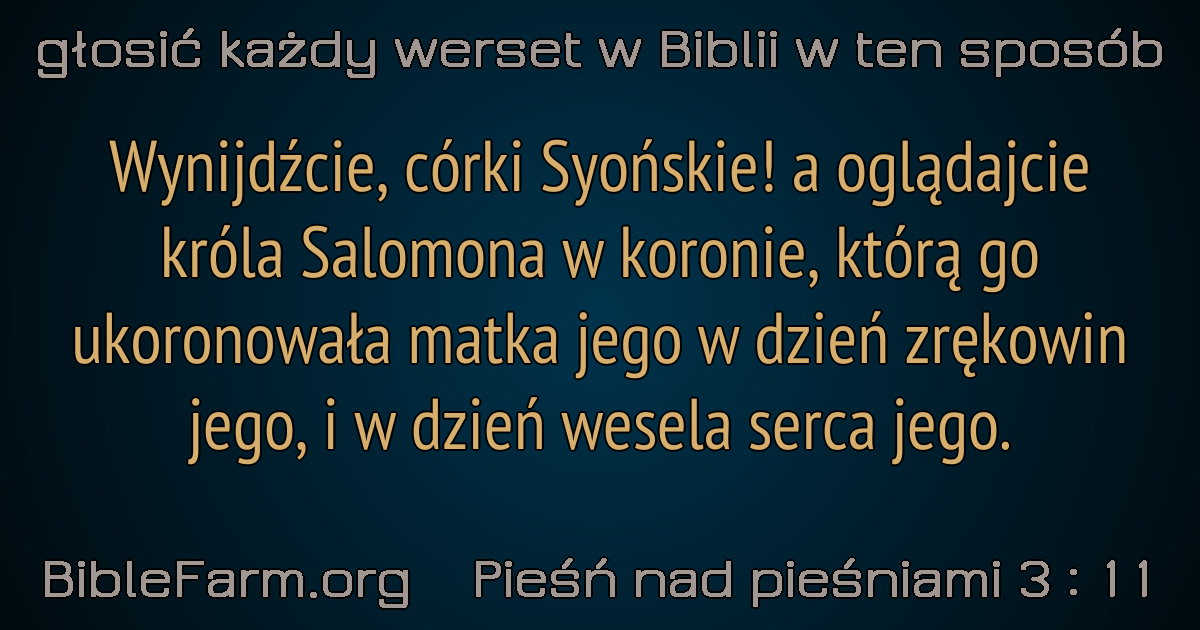 głosić każdy werset w Biblii w ten sposób
Wynijdźcie, córki Syońskie! a oglądajcie
króla Salomona w koronie, którą go
ukoronowała matka jego w dzień zrękowin
jego, i w dzień wesela serca jego.
BibleFarm.org Pieśń nad pieśniami 3 : 11